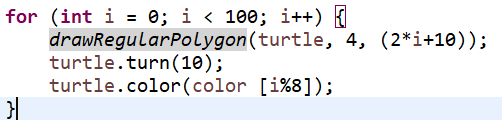 for (int i = 0; i < 100; i++) {
drawRegularPolygon(turtle, 4, (2*i+10));
turtle.turn(10);
turtle.color(color [i%8]);
}